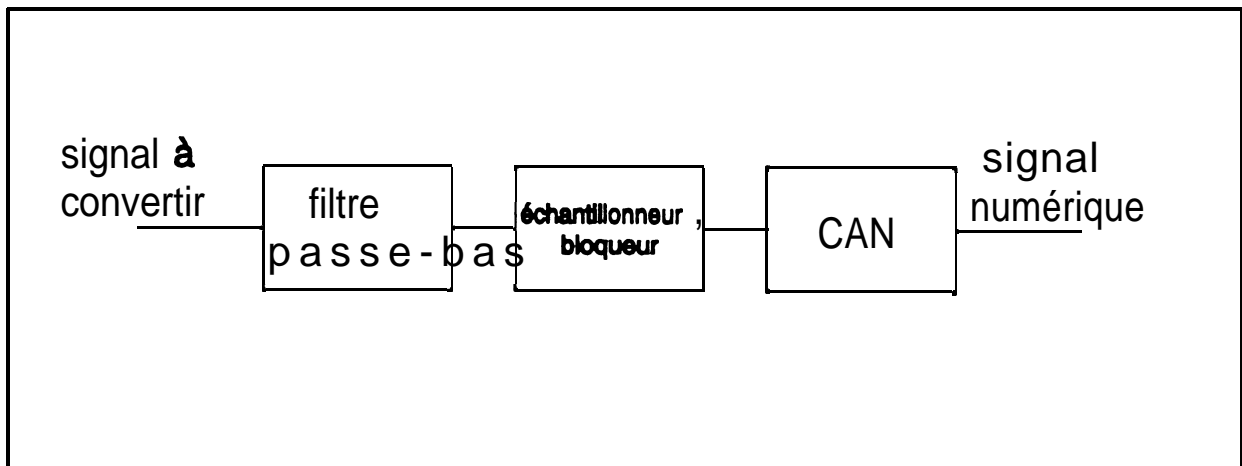 signal à
convertir
filtre
passe-bas
échantillonneur,
bloqueur
CAN
signal
numérique